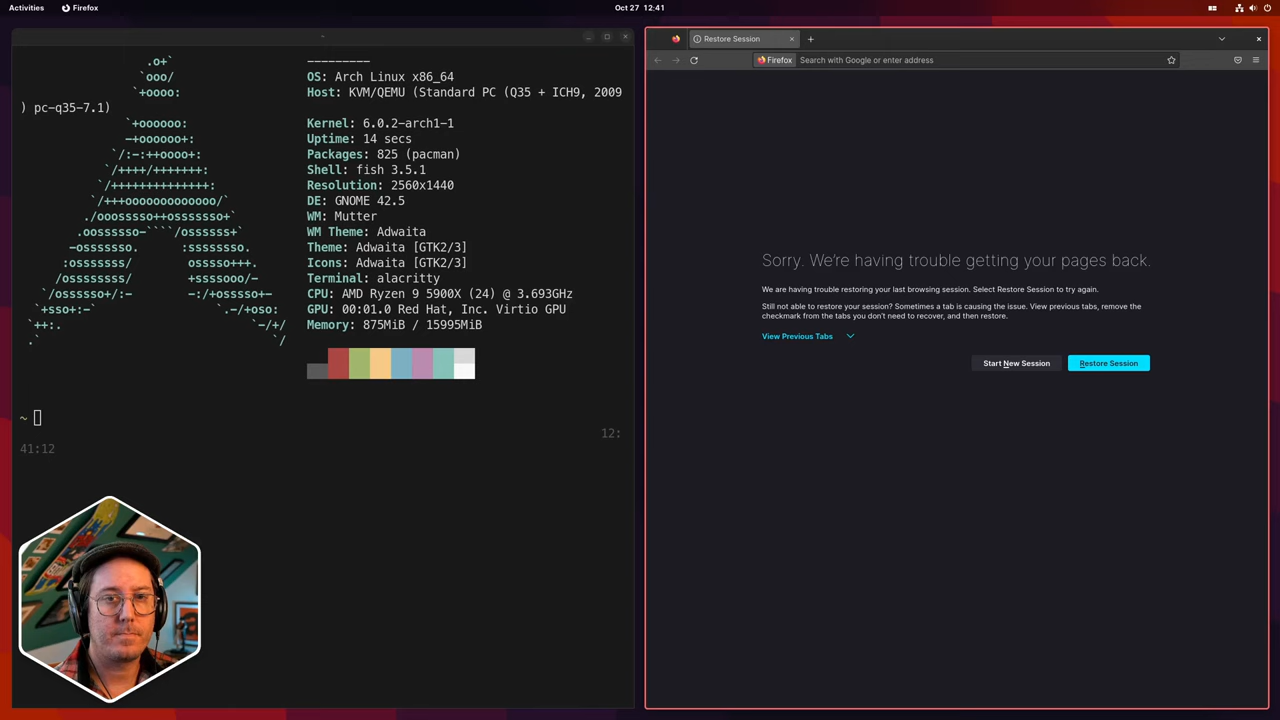 Activities
Firefox
Oct 27 12:41
---------
OS: Arch Linux x86_64
Host: KVM/QEMU (Standard PC (Q35 + ICH9, 2009
) pc-q35-7.1)
Kernel: 6.0.2-arch1-1
Uptime: 14 secs
Packages: 825 (pacman)
Shell: fish 3.5.1
Resolution: 2560x1440
DE: GNOME 42.5
WM: Mutter
WM Theme: Adwaita
Theme: Adwaita [GTK2/3]
Icons: Adwaita [GTK2/3]
Terminal: alacritty
CPU: AMD Ryzen 9 5900X (24) @ 3.693GHz
GPU: 00:01.0 Red Hat, Inc. Virtio GPU
Memory: 875MiB / 15995MiB
~
12:
41:12
Restore Session
Firefox
Search with Google or enter address
Sorry. We’re having trouble getting your pages back.
We are having trouble restoring your last browsing session. Select Restore Session to try again.
Still not able to restore your session? Sometimes a tab is causing the issue. View previous tabs, remove the
checkmark from the tabs you don’t need to recover, and then restore.
View Previous Tabs
Start New Session
Restore Session